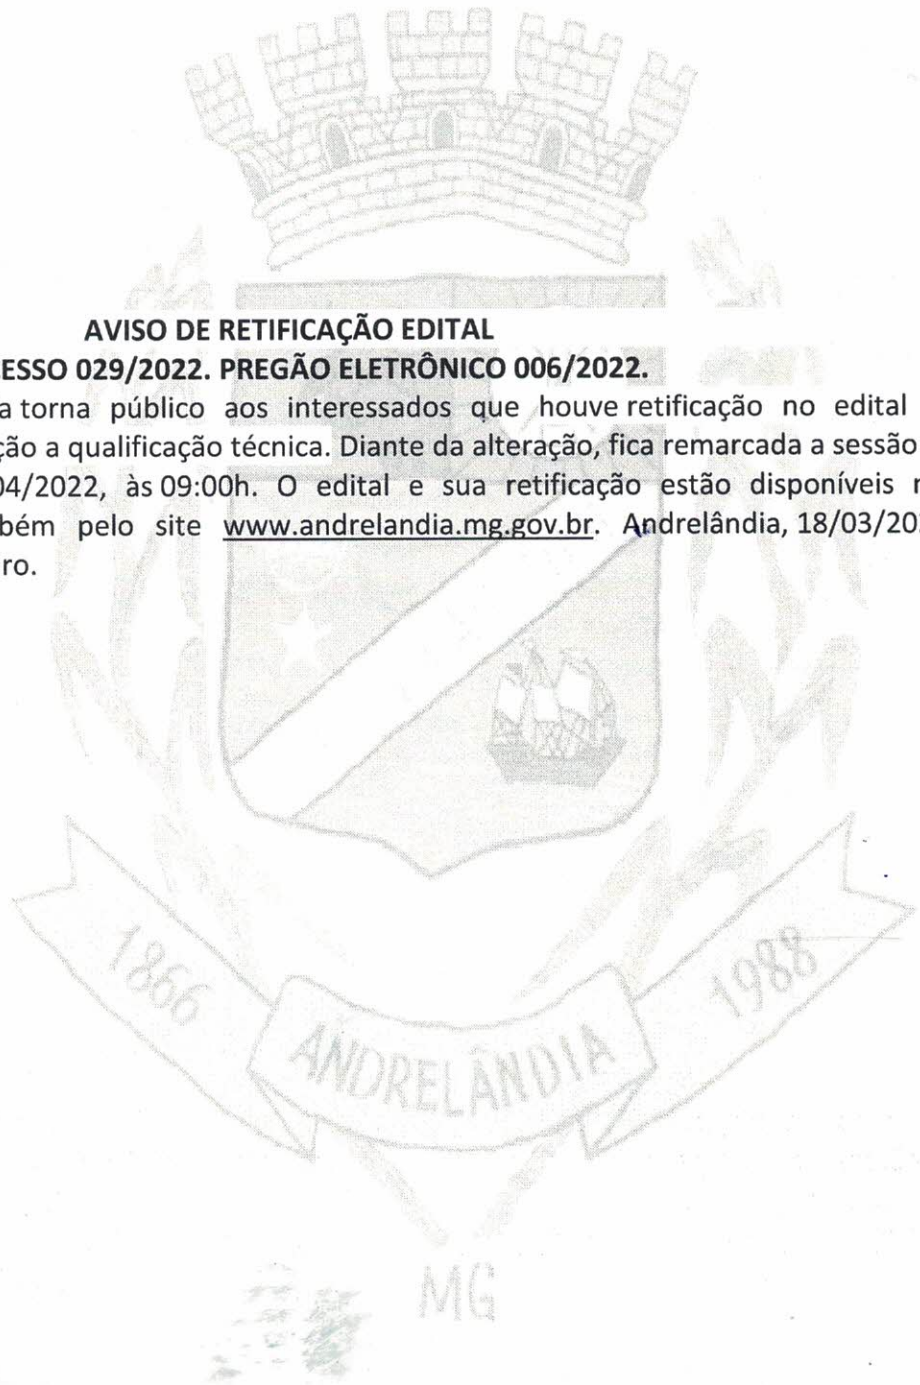 AVISO DE RETIFICAÇÃO EDITAL
ESSO 029/2022. PREGÃO ELETRÔNICO 006/2022.
a torna público aos interessados que houve retificação no edital
ção a qualificação técnica. Diante da alteração, fica remarcada a sessão
04/2022, às 09:00h. O edital e sua retificação estão disponíveis
bém pelo site www.andrelandia.mg.gov.br. Andrelândia, 18/03/20
ro.
1866
ANDRELÂNDIA
1988
MG